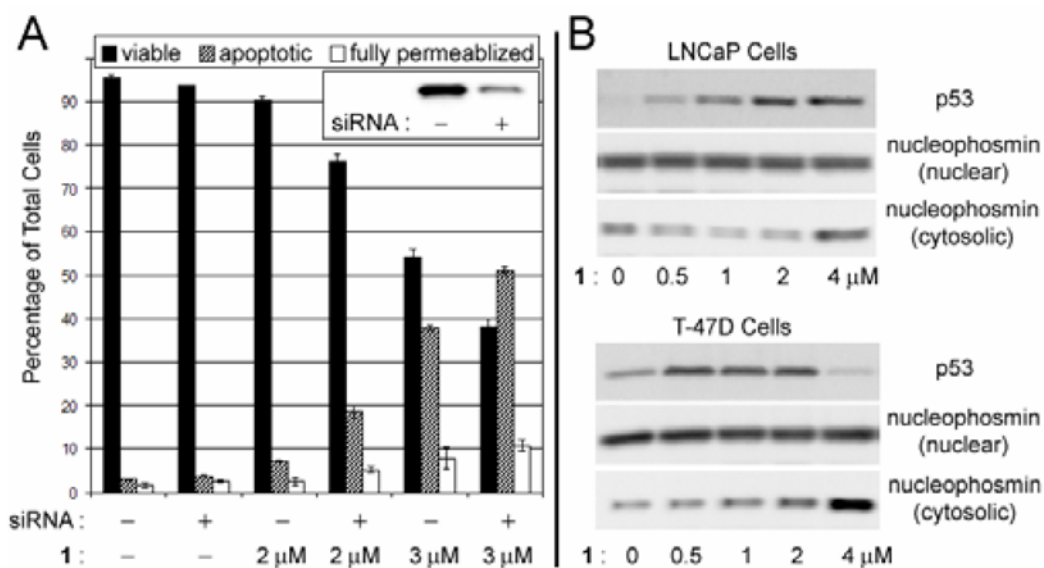 A
viable apoptotic fully permeablized
siRNA : – +
Percentage of Total Cells
90
80
70
60
50
40
30
20
10
0
siRNA: – + – + – +
1 : – – 2 μM 2 μM 3 μM 3 μM
B
LNCaP Cells
p53
nucleophosmin
(nuclear)
nucleophosmin
(cytosolic)
1 : 0 0.5 1 2 4 μM
T-47D Cells
p53
nucleophosmin
(nuclear)
nucleophosmin
(cytosolic)
1 : 0 0.5 1 2 4 μM